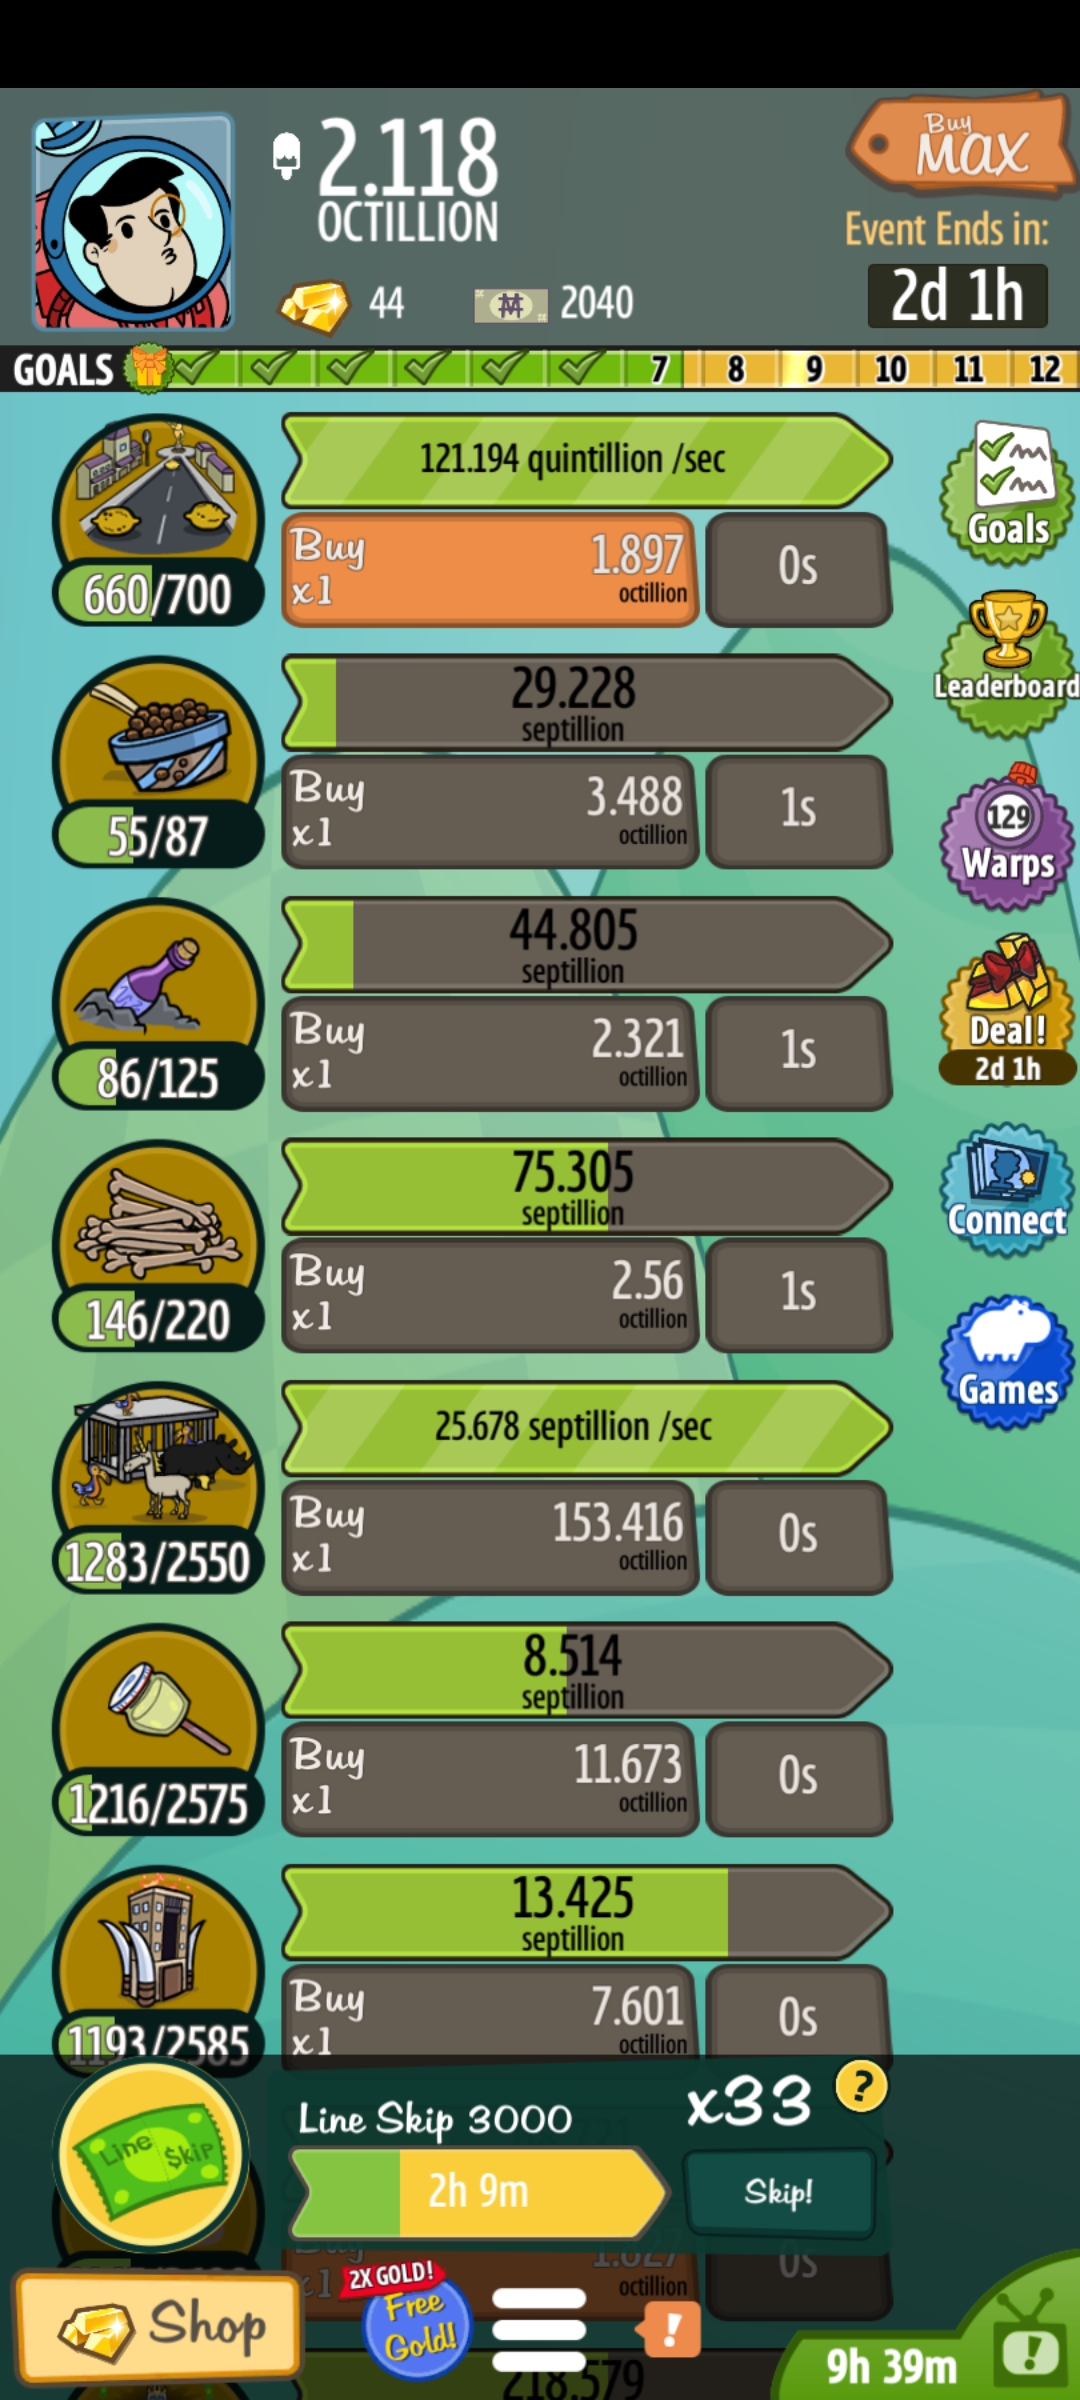 2.118
OCTILLION
Buy
MAX
Event Ends in:
2d 1h
44
2040
GOALS
7 8 9 10 11 12
121.194 quintillion /sec
Buy
x1
1.897
octillion
0s
660/700
Goals
29.228
septillion
Buy
x1
3.488
octillion
1s
55/87
Leaderboard
44.805
septillion
Buy
x1
2.321
octillion
1s
86/125
129
Warps
Deal!
2d 1h
75.305
septillion
Buy
x1
2.56
octillion
1s
146/220
Connect
Games
25.678 septillion /sec
Buy
x1
153.416
octillion
0s
1283/2550
8.514
septillion
Buy
x1
11.673
octillion
0s
1216/2575
13.425
septillion
Buy
x1
7.601
octillion
0s
1193/2585
Line Skip
Line Skip 3000
x33
?
2h 9m
Skip!
Buy
x1
1.827
octillion
0s
Shop
2X GOLD!
Free
Gold!
!
9h 39m
!
218.579